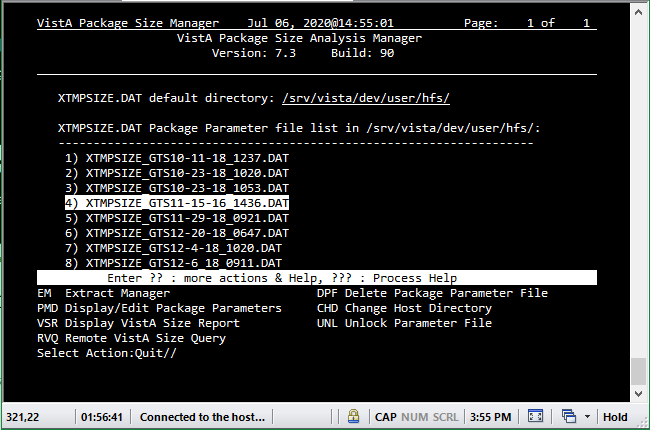 VistA Package Size Manager Jul 06, 2020@14:55:01 Page: 1 of 1
VistA Package Size Analysis Manager
Version: 7.3 Build: 90
XTMPSIZE.DAT default directory: /srv/vista/dev/user/hfs/
XTMPSIZE.DAT Package Parameter file list in /srv/vista/dev/user/hfs/:
--------------------------------------------------------------------
1) XTMPSIZE_GTS10-11-18_1237.DAT
2) XTMPSIZE_GTS10-23-18_1020.DAT
3) XTMPSIZE_GTS10-23-18_1053.DAT
4) XTMPSIZE_GTS11-15-16_1436.DAT
5) XTMPSIZE_GTS11-29-18_0921.DAT
6) XTMPSIZE_GTS12-20-18_0647.DAT
7) XTMPSIZE_GTS12-4-18_1020.DAT
8) XTMPSIZE_GTS12-6_18_0911.DAT
Enter ?? : more actions & Help, ??? : Process Help
EM Extract Manager DPF Delete Package Parameter File
PMD Display/Edit Package Parameters CHD Change Host Directory
VSR Display VistA Size Report UNL Unlock Parameter File
RVQ Remote VistA Size Query
Select Action:Quit//
321,22 01:56:41 Connected to the host... CAP NUM SCRL 3:55 PM Hold